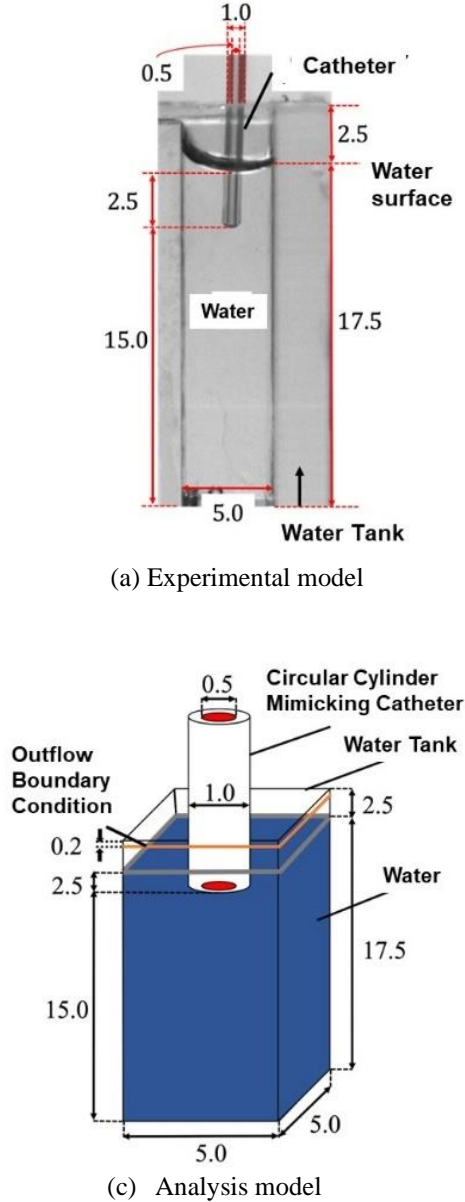 1.0
0.5
Catheter
2.5
Water
surface
2.5
Water
15.0
17.5
5.0
Water Tank
(a) Experimental model
Circular Cylinder
Mimicking Catheter
0.5
Water Tank
Outflow
Boundary
Condition
1.0
2.5
0.2
2.5
Water
17.5
15.0
5.0
5.0
(c) Analysis model